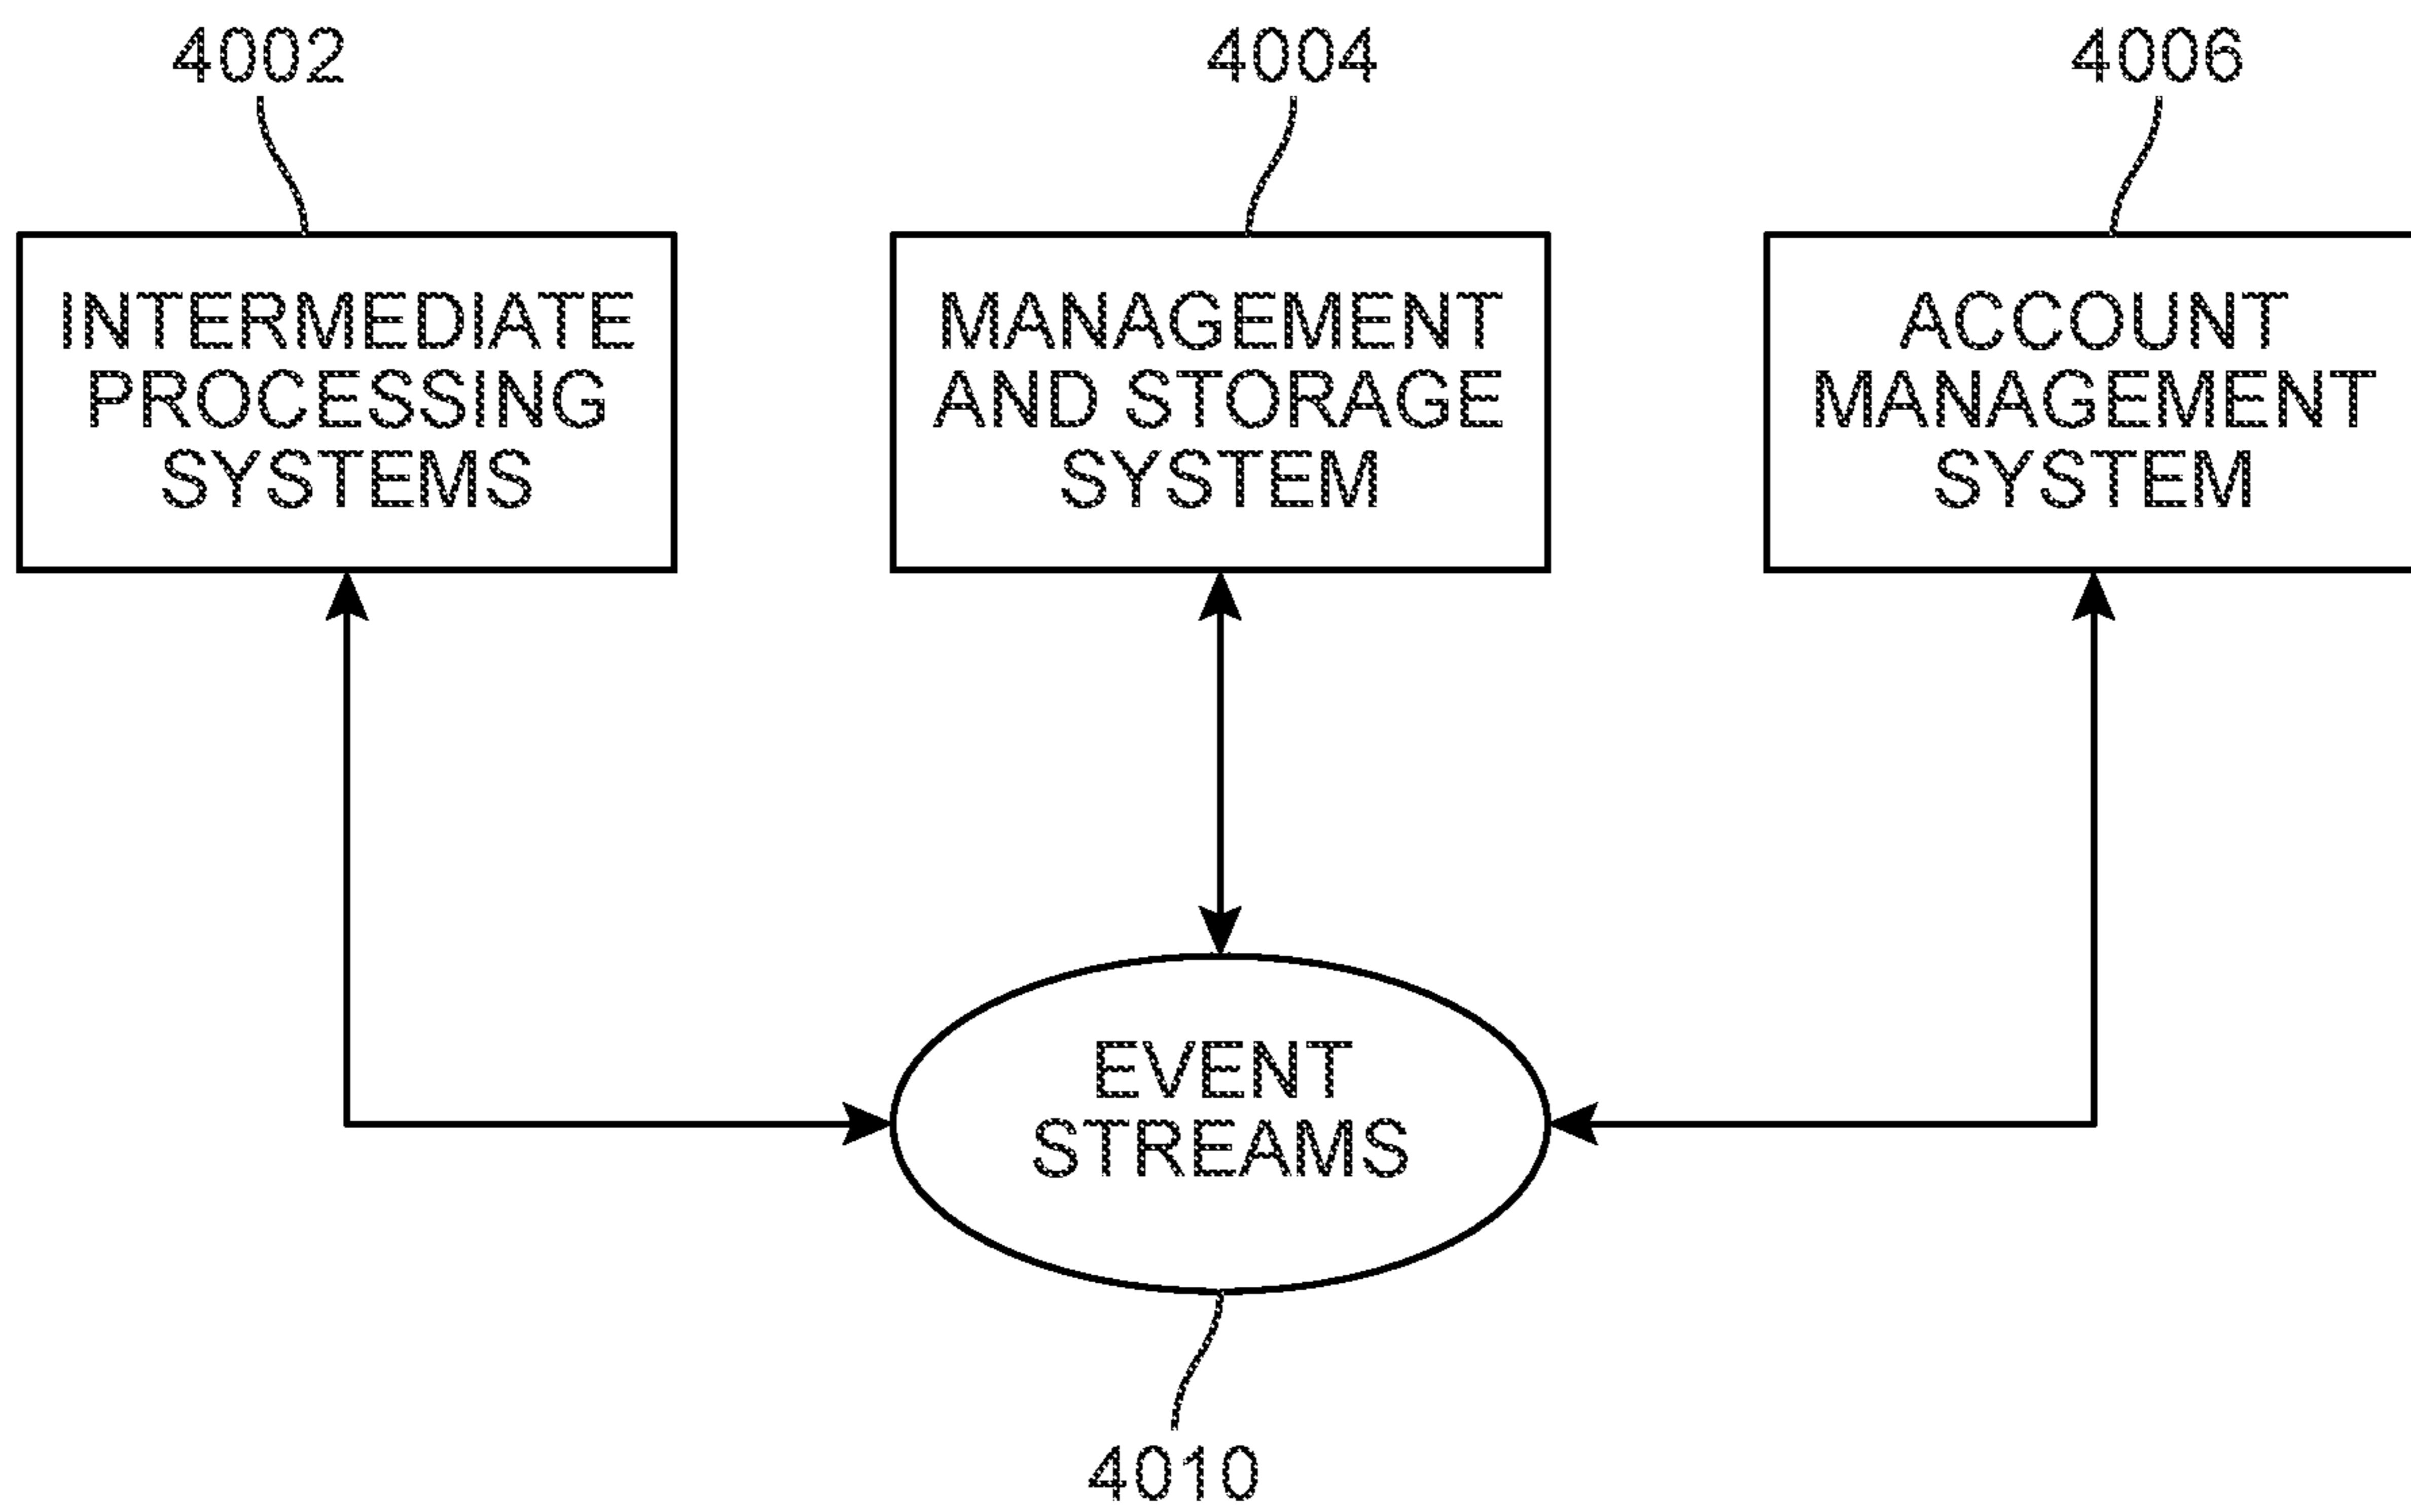 4002
4004
4006
INTERMEDIATE
PROCESSING
SYSTEMS
MANAGEMENT
AND STORAGE
SYSTEM
ACCOUNT
MANAGEMENT
SYSTEM
EVENT
STREAMS
4010